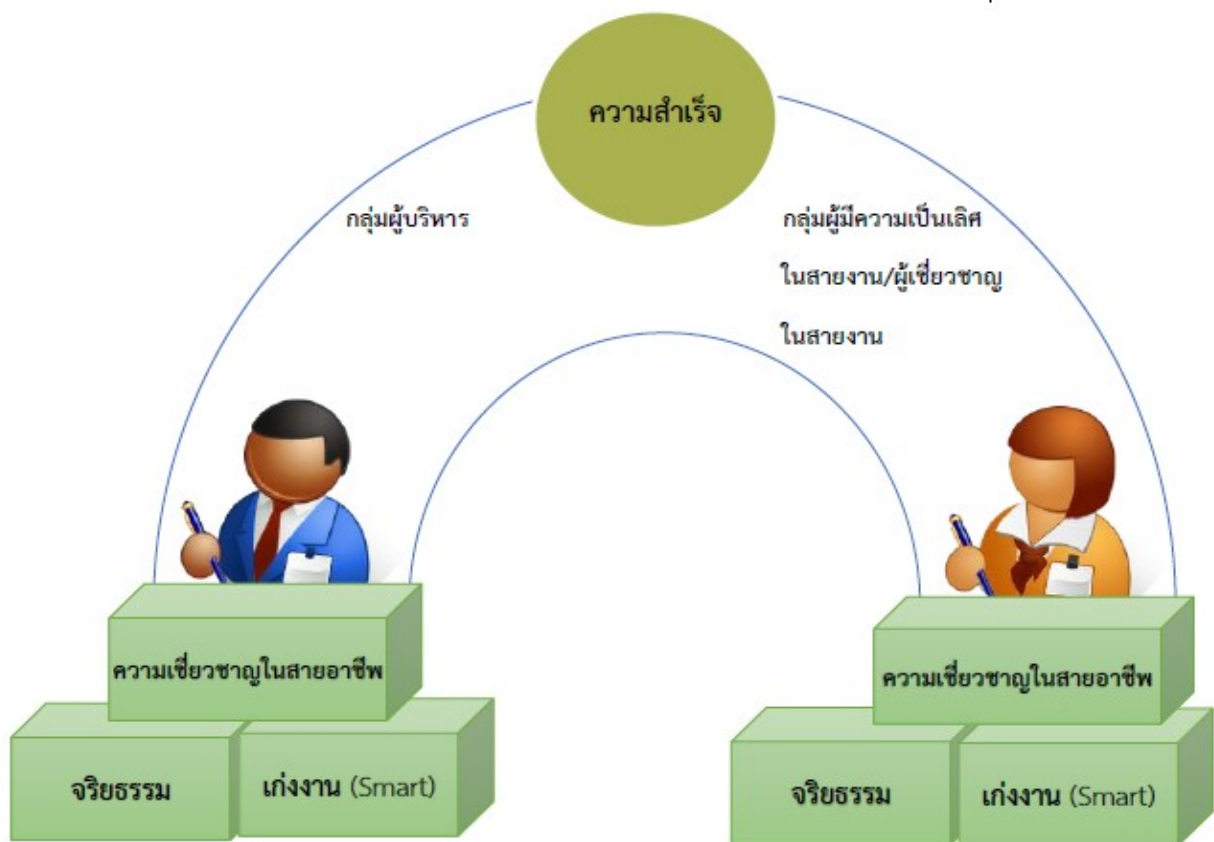 ความสำเร็จ
กลุ่มผู้บริหาร
กลุ่มผู้มีความเป็นเลิศ
ในสายงาน/ผู้เชี่ยวชาญ
ในสายงาน
ความเชี่ยวชาญในสายอาชีพ
จริยธรรม
เก่งงาน (Smart)
ความเชี่ยวชาญในสายอาชีพ
จริยธรรม
เก่งงาน (Smart)